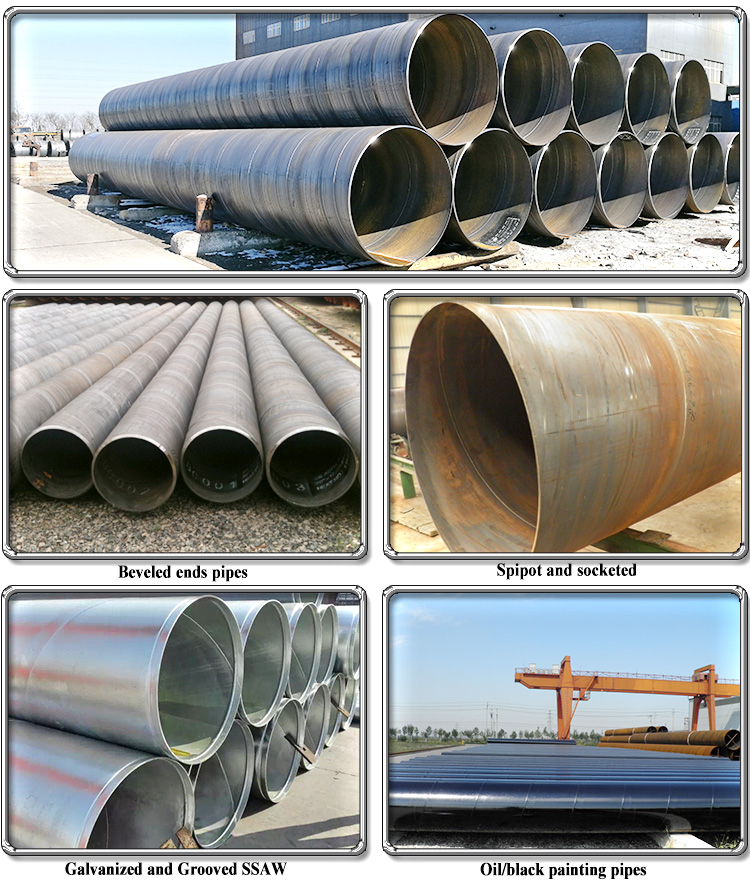 Beveled ends pipes
Spipot and socketed
Galvanized and Grooved SSAW
Oil/black painting pipes